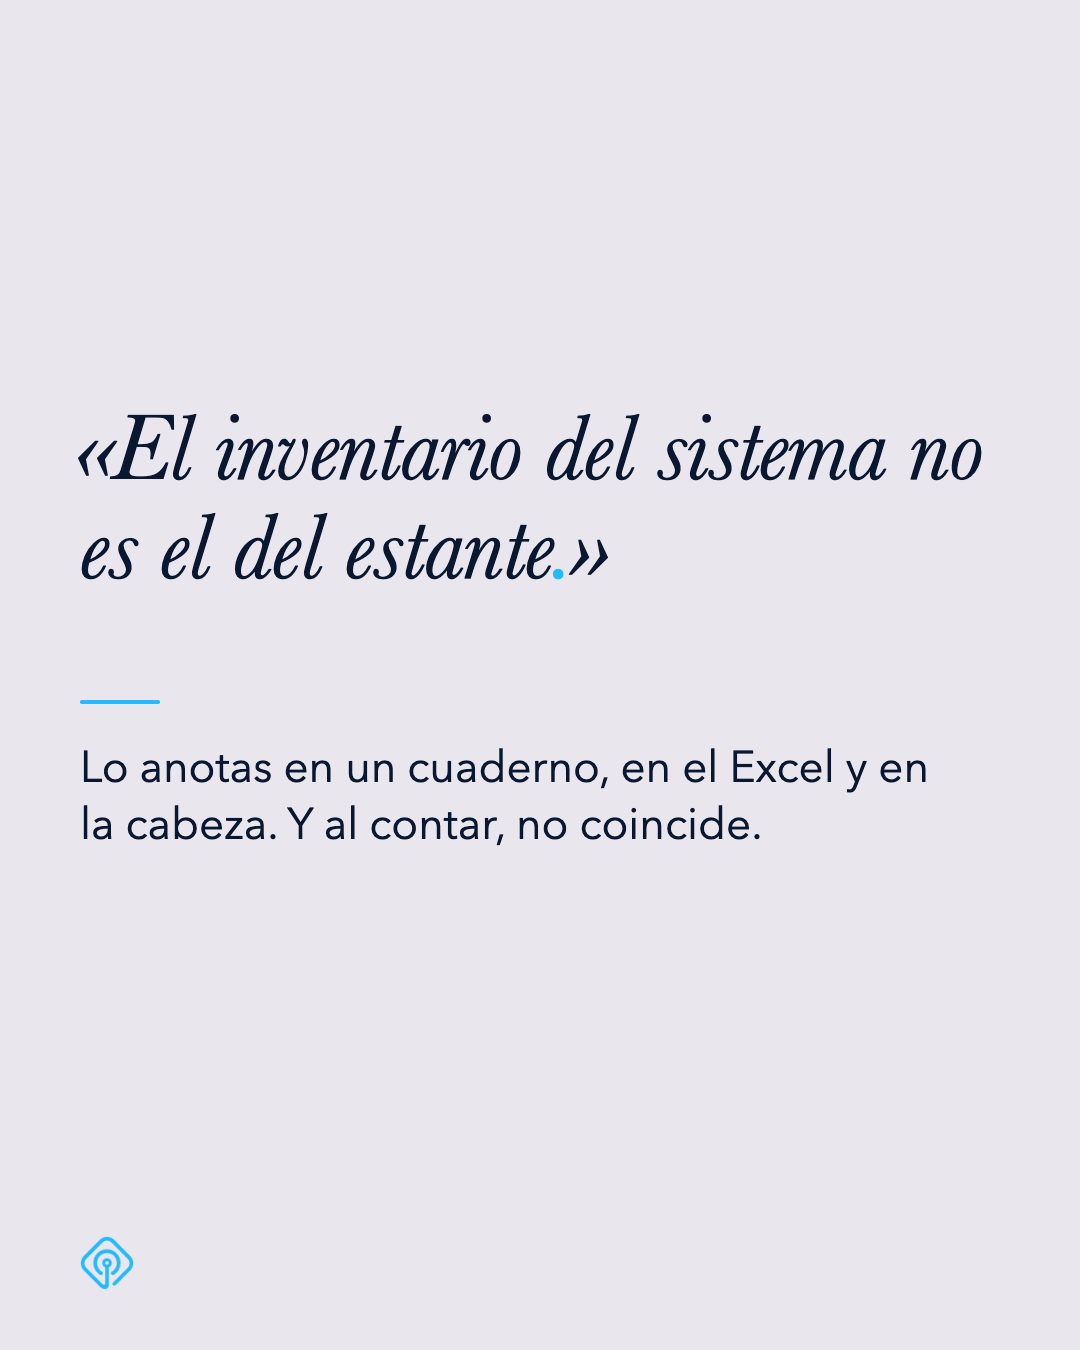 «El inventario del sistema no
es el del estante.»
Lo anotas en un cuaderno, en el Excel y en
la cabeza. Y al contar, no coincide.